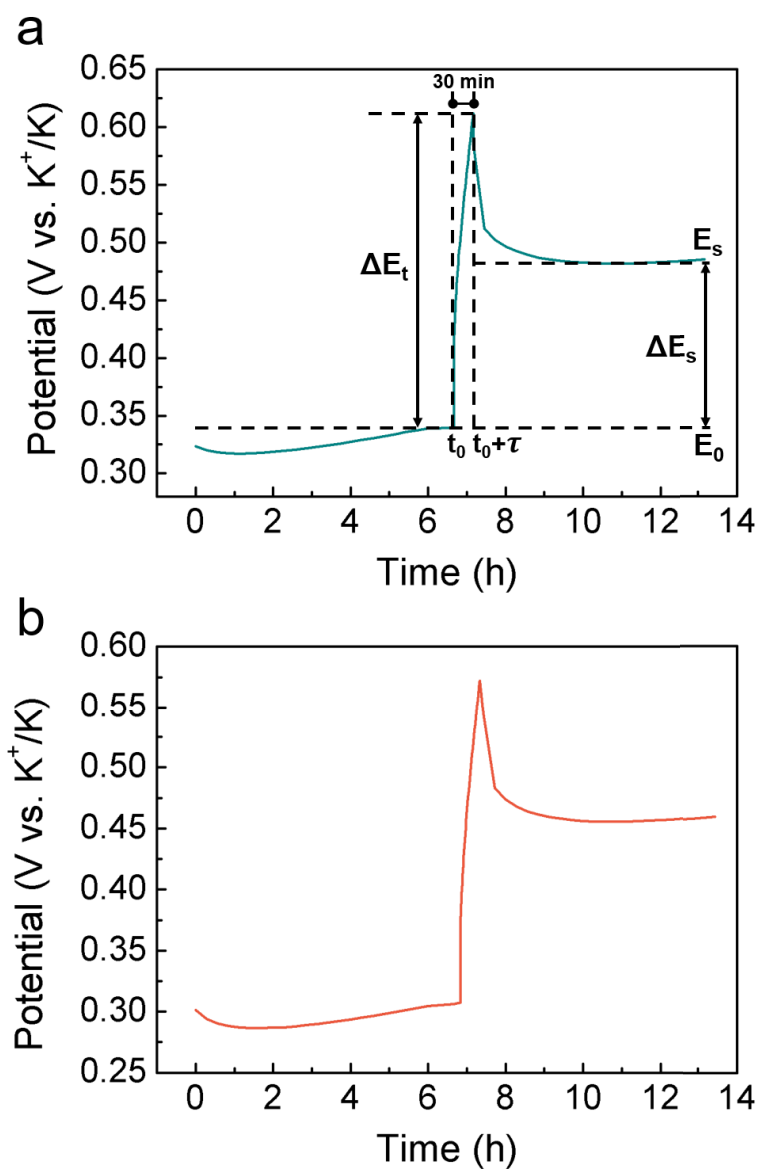 a
0.65
0.60
0.55
0.50
0.45
0.40
0.35
0.30
Potential (V vs. K⁺/K)
30 min
ΔEₜ
Eₛ
ΔEₛ
t₀ t₀+τ
E₀
0 2 4 6 8 10 12 14
Time (h)
b
0.60
0.55
0.50
0.45
0.40
0.35
0.30
0.25
Potential (V vs. K⁺/K)
0 2 4 6 8 10 12 14
Time (h)